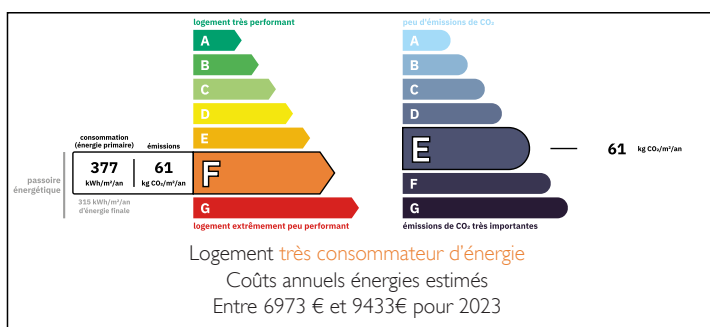 logement très performant
A
B
C
D
E
consommation
(énergie primaire)
émissions
passoire
énergétique
377
kWh/m²/an
61
kg CO₂/m²/an
F
315 kWh/m²/an
d'énergie finale
G
logement extrêmement peu performant
peu d'émissions de CO₂
A
B
C
D
E
61 kg CO₂/m²/an
F
G
émissions de CO₂ très importantes
Logement très consommateur d'énergie
Coûts annuels énergies estimés
Entre 6973 € et 9433€ pour 2023